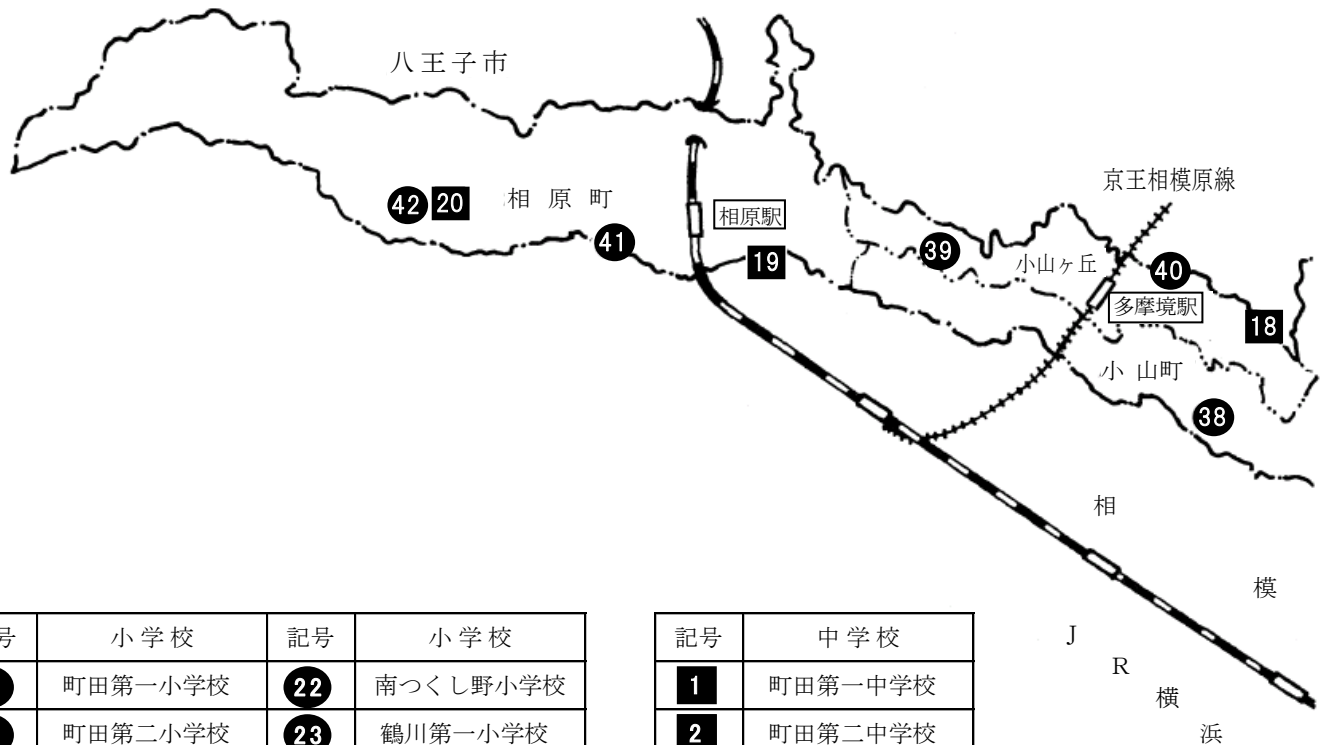 八王子市
京王相模原線
42 20 相原町
相原駅
41
19
39
小山ヶ丘
40
多摩境駅
18
小山町
38
相
模
J
R
横
浜
号 小学校 記号 小学校
町田第一小学校 22 南つくし野小学校
町田第二小学校 23 鶴川第一小学校
記号 中学校
1 町田第一中学校
2 町田第二中学校